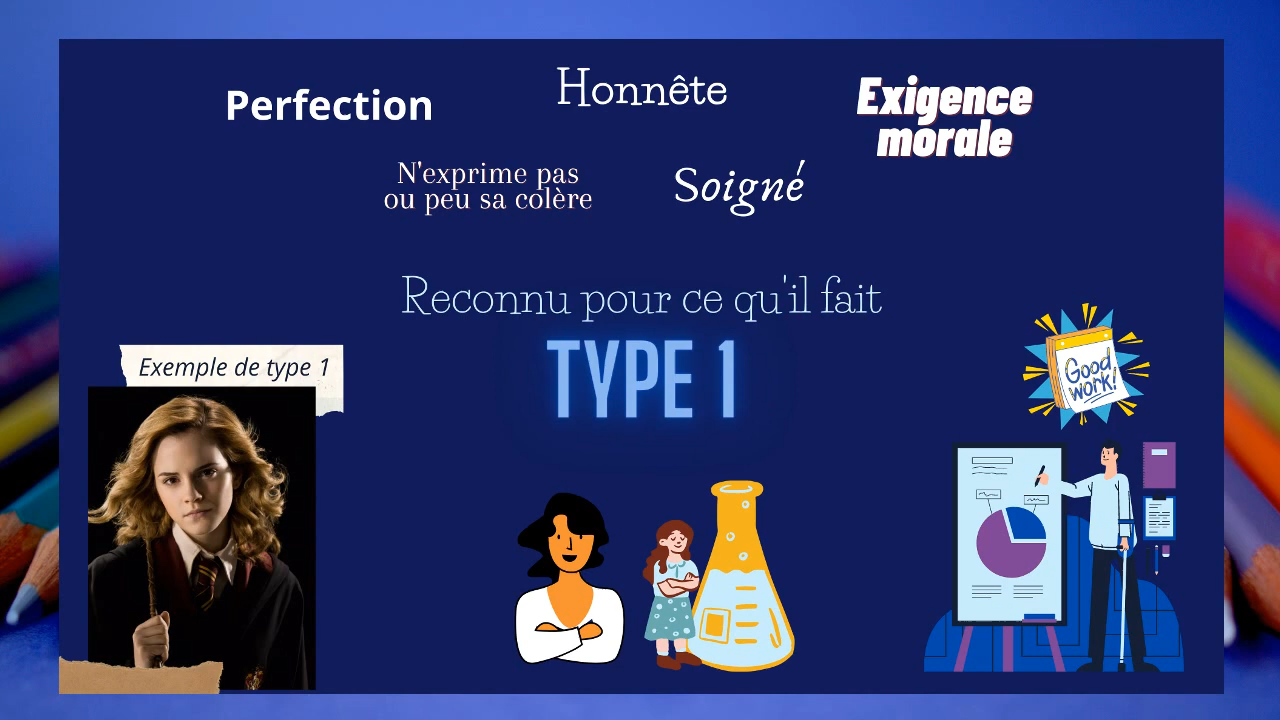 Perfection
Honnête
Exigence
morale
N'exprime pas
ou peu sa colère
Soigné
Reconnu pour ce qu'il fait
TYPE 1
Exemple de type 1
Good
work!